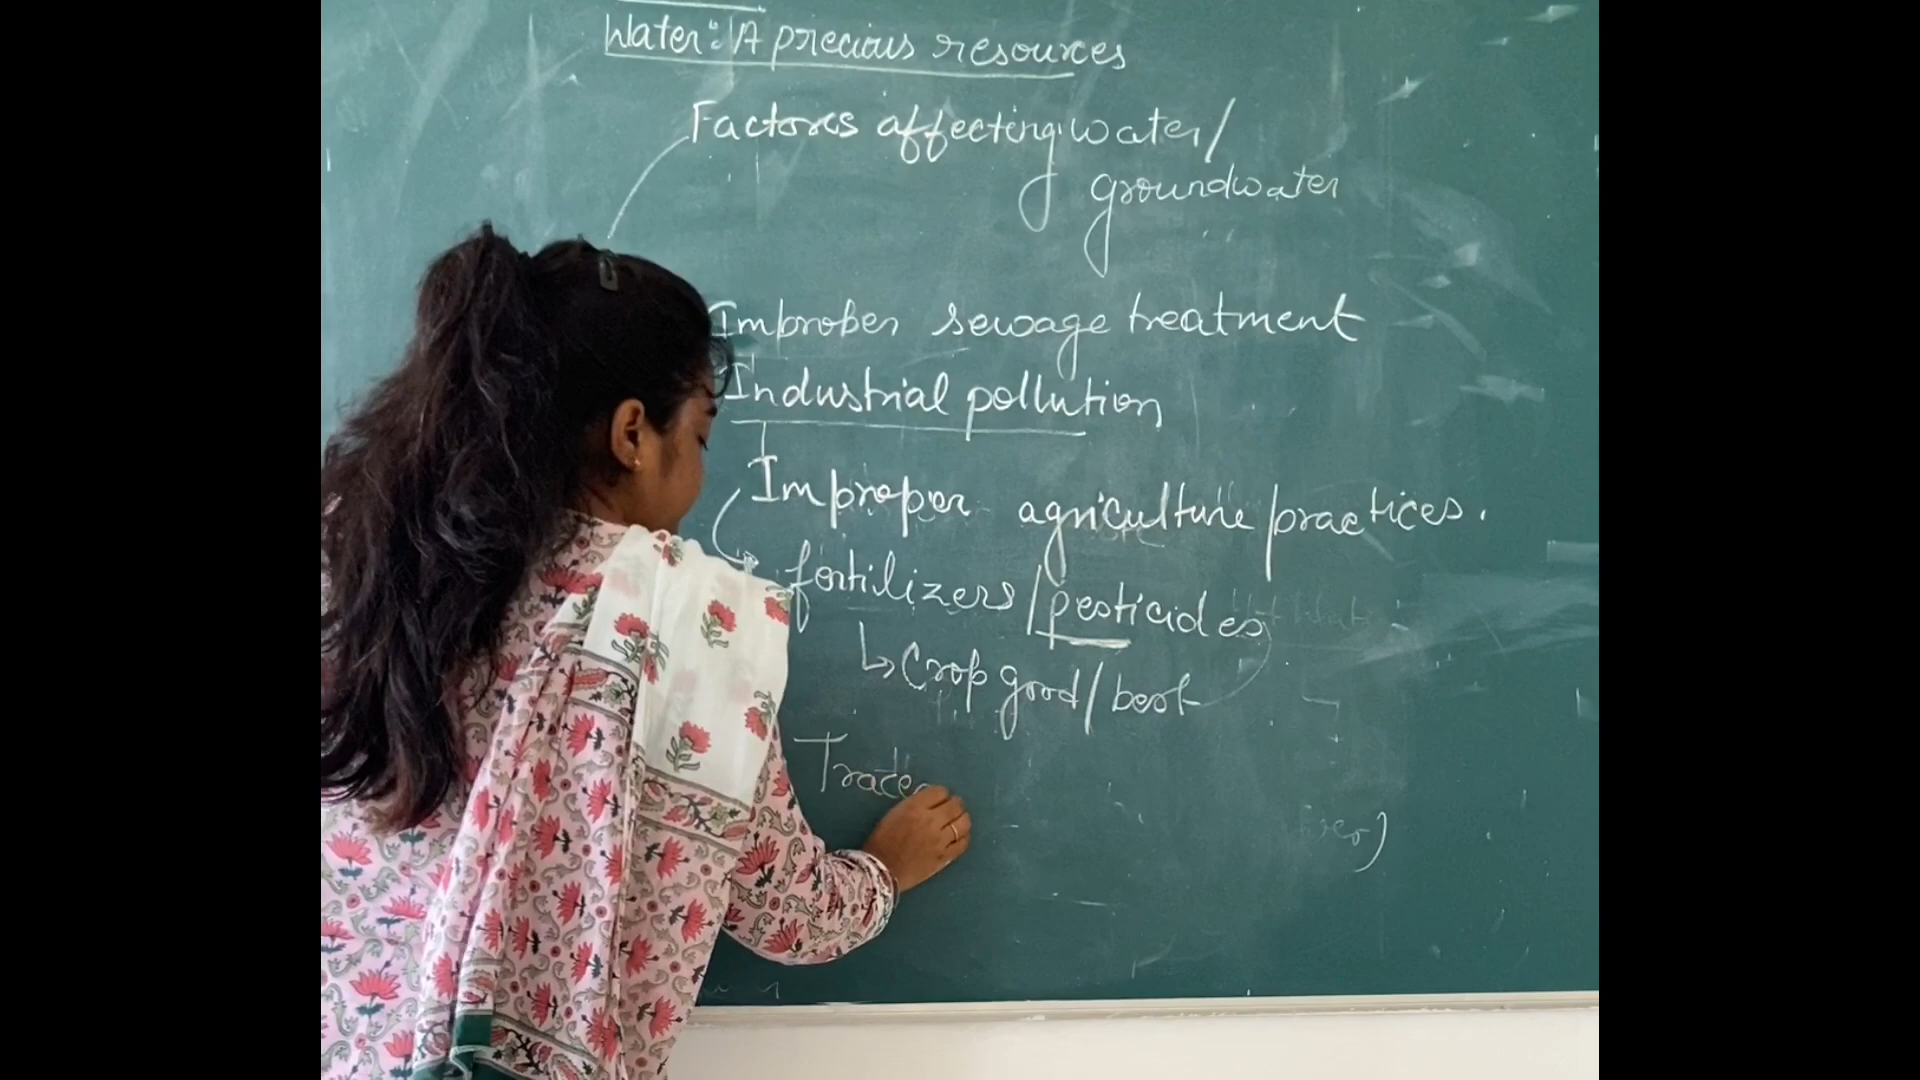 Water: A precious resources
Factors affecting water/
groundwater
Improper sewage treatment
Industrial pollution
Improper agriculture/practices.
fertilizers/pesticides
↳ Crop good/best
Trace